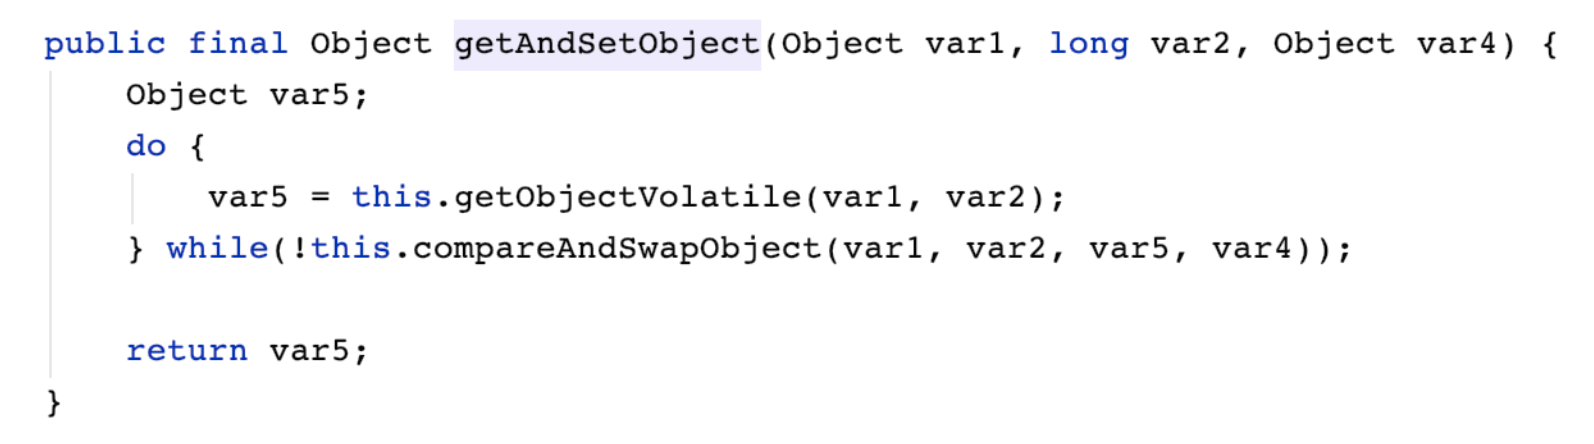 public final Object getAndSetObject(Object var1, long var2, Object var4) {
    Object var5;
    do {
        var5 = this.getObjectVolatile(var1, var2);
    } while(!this.compareAndSwapObject(var1, var2, var5, var4));

    return var5;
}